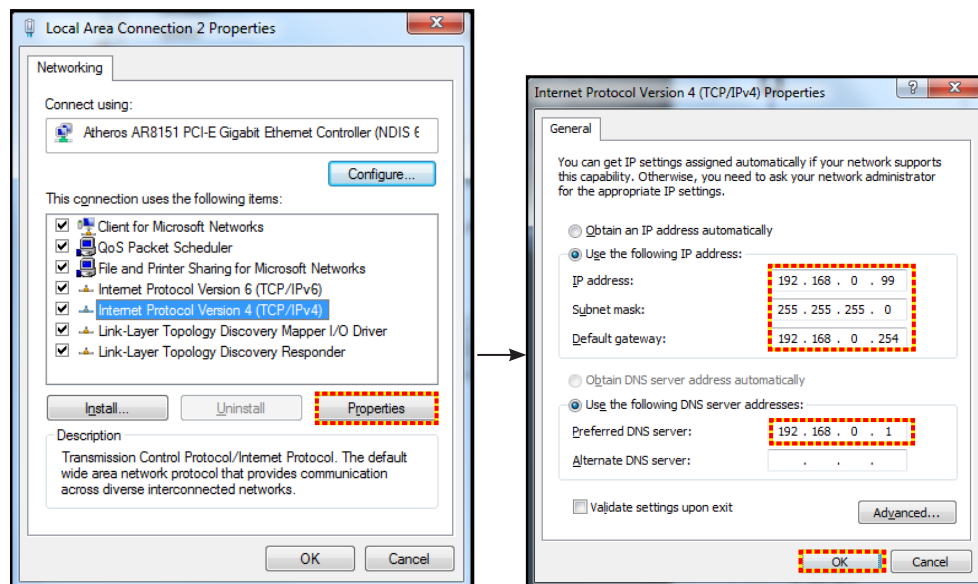 Local Area Connection 2 Properties
Networking
Connect using:
Atheros AR8151 PCI-E Gigabit Ethernet Controller (NDIS 6
Configure...
This connection uses the following items:
Client for Microsoft Networks
QoS Packet Scheduler
File and Printer Sharing for Microsoft Networks
Internet Protocol Version 6 (TCP/IPv6)
Internet Protocol Version 4 (TCP/IPv4)
Link-Layer Topology Discovery Mapper I/O Driver
Link-Layer Topology Discovery Responder
Install... Uninstall Properties
Description
Transmission Control Protocol/Internet Protocol. The default
wide area network protocol that provides communication
across diverse interconnected networks.
OK Cancel
Internet Protocol Version 4 (TCP/IPv4) Properties
General
You can get IP settings assigned automatically if your network supports
this capability. Otherwise, you need to ask your network administrator
for the appropriate IP settings.
Obtain an IP address automatically
Use the following IP address:
IP address: 192 . 168 . 0 . 99
Subnet mask: 255 . 255 . 255 . 0
Default gateway: 192 . 168 . 0 . 254
Obtain DNS server address automatically
Use the following DNS server addresses:
Preferred DNS server: 192 . 168 . 0 . 1
Alternate DNS server: . . .
Validate settings upon exit
Advanced...
OK Cancel